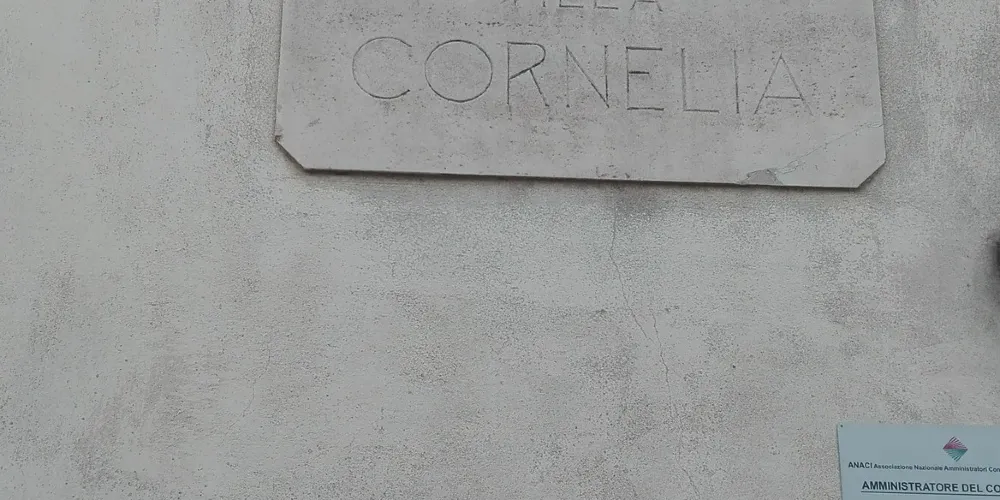 CORNELIA
ANACI Associazione Nazionale Amministratori
AMMINISTRATORE DEL